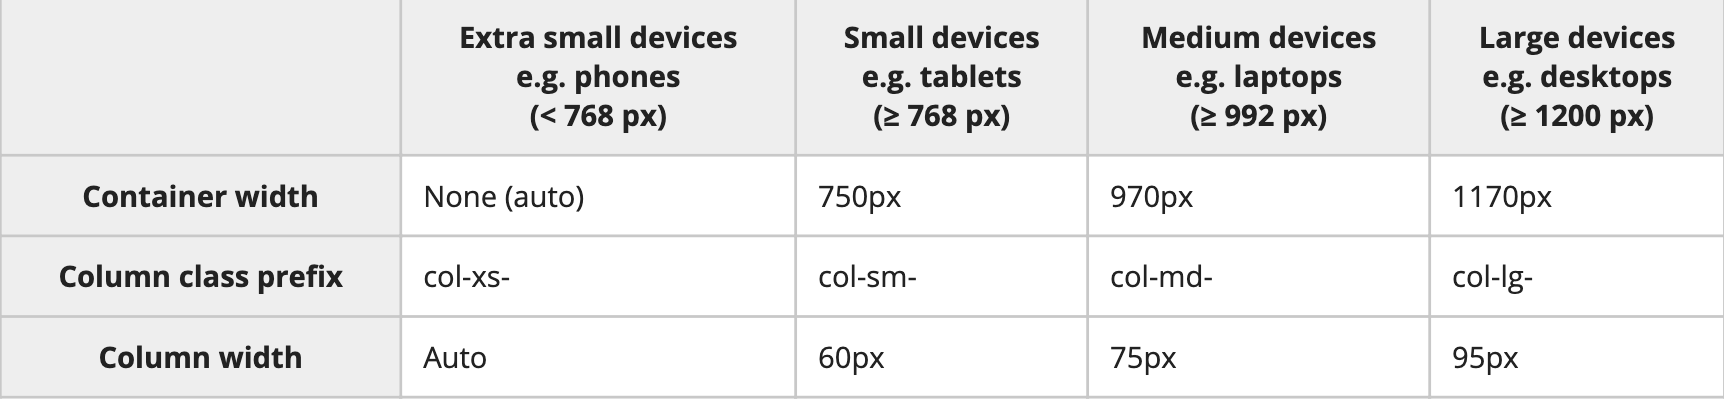 Extra small devices
e.g. phones
(< 768 px)
Small devices
e.g. tablets
(≥ 768 px)
Medium devices
e.g. laptops
(≥ 992 px)
Large devices
e.g. desktops
(≥ 1200 px)
Container width
None (auto)
750px
970px
1170px
Column class prefix
col-xs-
col-sm-
col-md-
col-lg-
Column width
Auto
60px
75px
95px